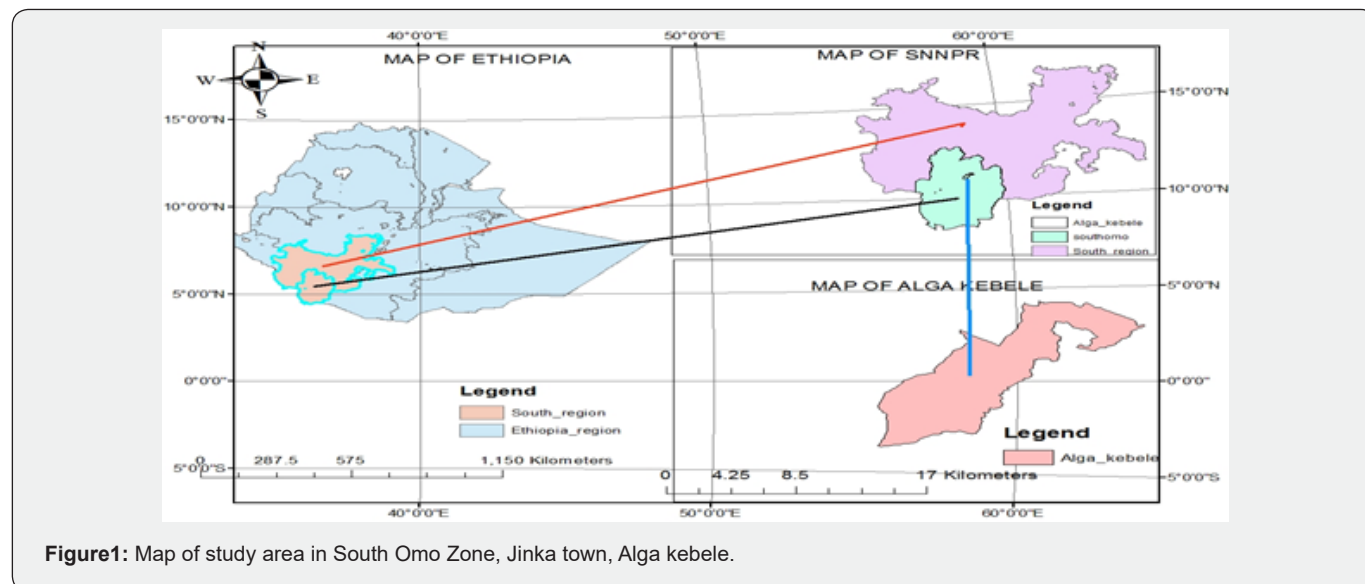 40°0'0"E 50°0'0"E 60°0'0"E
N
W E
S
MAP OF ETHIOPIA
MAP OF SNNPR
15°0'0"N
15°0'0"N
10°0'0"N
10°0'0"N
Legend
Alga_kebele
southomo
South_region
5°0'0"N
5°0'0"N
MAP OF ALGA KEBELE
0°0'0"
0°0'0"
Legend
South_region
Ethiopia_region
0 287.5 575 1,150 Kilometers
Legend
Alga_kebele
0 4.25 8.5 17 Kilometers
5°0'0"S
5°0'0"S
40°0'0"E 50°0'0"E 60°0'0"E
Figure1: Map of study area in South Omo Zone, Jinka town, Alga kebele.